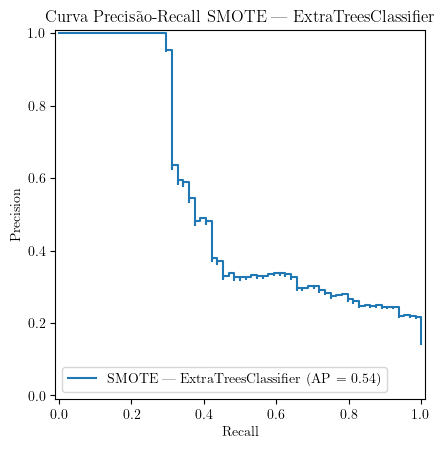 Curva Precisão-Recall SMOTE — ExtraTreesClassifier
1.0
0.8
0.6
0.4
0.2
0.0
Precision
SMOTE — ExtraTreesClassifier (AP = 0.54)
0.0 0.2 0.4 0.6 0.8 1.0
Recall